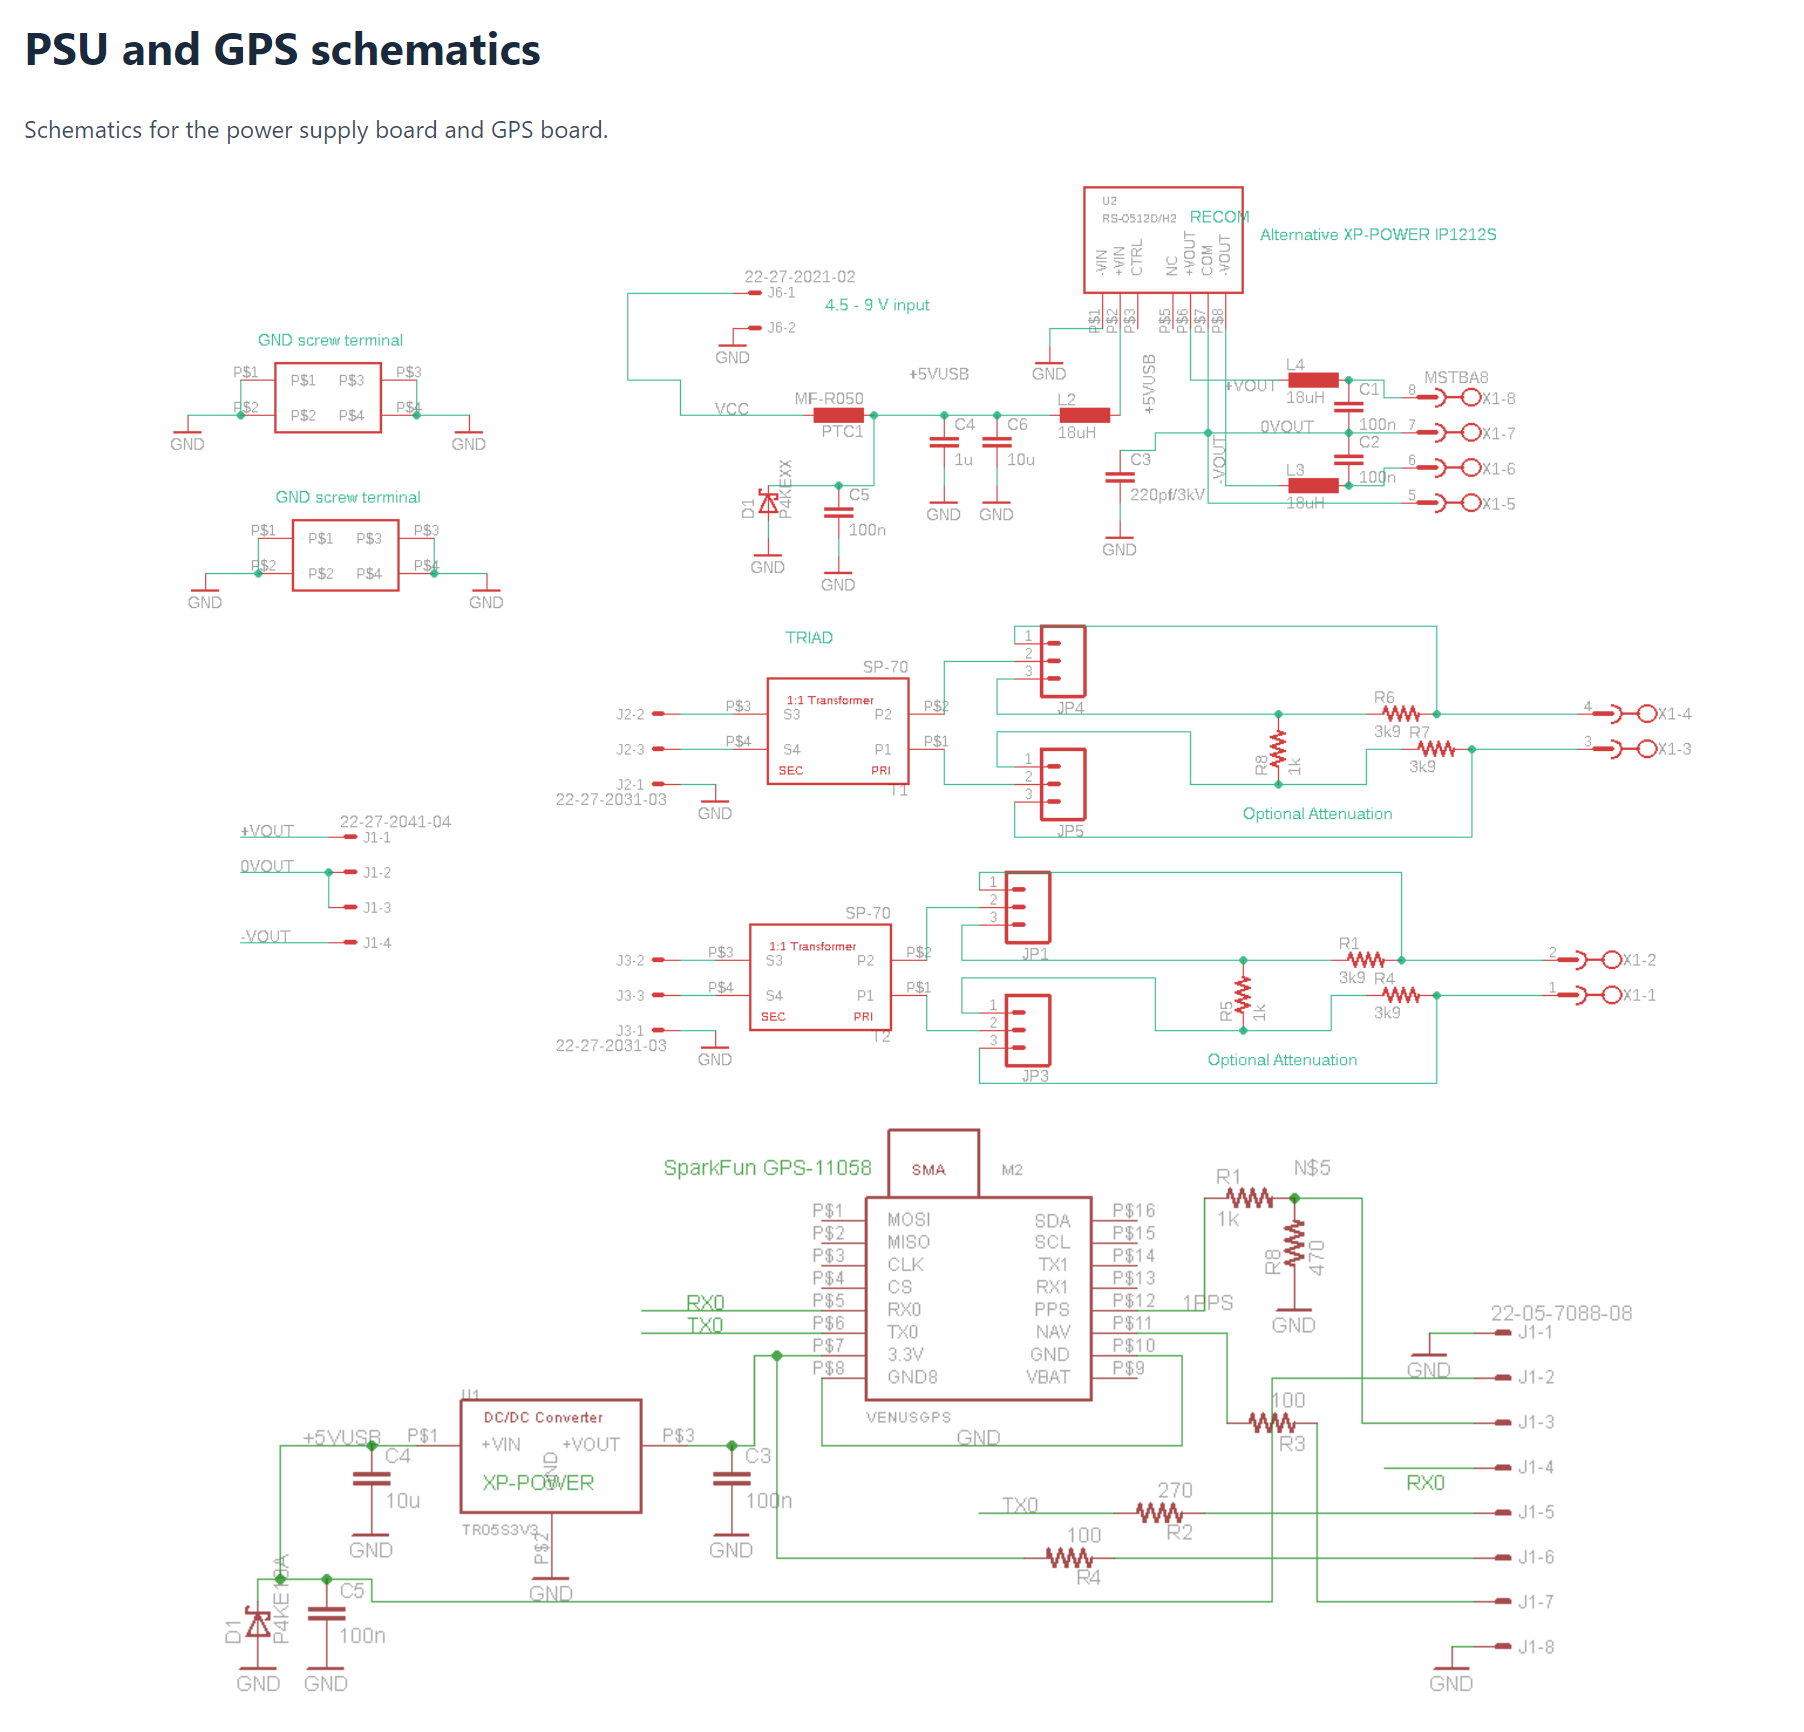 PSU and GPS schematics
Schematics for the power supply board and GPS board.
U2
RS-0512D/H2 RECOM
Alternative XP-POWER IP1212S
-VIN +VIN CTRL NC +VOUT COM -VOUT
P$1 P$2 P$3 P$5 P$6 P$7 P$8
22-27-2021-02
J6-1
4.5 - 9 V input
J6-2
GND
GND
+5VUSB
+5VUSB
VCC
MF-R050
PTC1
L2
18uH
C4
1u
C6
10u
GND
GND
D1
P4KEXX
C5
100n
GND
GND
C3
220pf/3kV
GND
+VOUT
0VOUT
-VOUT
L4
18uH
L3
18uH
C1
100n
C2
100n
MSTBA8
8 X1-8
7 X1-7
6 X1-6
5 X1-5
GND screw terminal
P$1 P$1 P$3 P$3
P$2 P$2 P$4 P$4
GND GND
GND screw terminal
P$1 P$1 P$3 P$3
P$2 P$2 P$4 P$4
GND GND
TRIAD
SP-70
1:1 Transformer
J2-2 P$3 S3 P2 P$2
J2-3 P$4 S4 P1 P$1
SEC PRI
J2-1
T1
22-27-2031-03
GND
1
2
3
JP4
1
2
3
JP5
R6
3k9
R7
3k9
R8
1k
Optional Attenuation
4 X1-4
3 X1-3
22-27-2041-04
+VOUT J1-1
0VOUT J1-2
J1-3
-VOUT J1-4
SP-70
1:1 Transformer
J3-2 P$3 S3 P2 P$2
J3-3 P$4 S4 P1 P$1
SEC PRI
J3-1
T2
22-27-2031-03
GND
1
2
3
JP1
1
2
3
JP3
R1
3k9
R4
3k9
R5
1k
Optional Attenuation
2 X1-2
1 X1-1
SparkFun GPS-11058
SMA
M2
P$1 MOSI SDA P$16
P$2 MISO SCL P$15
P$3 CLK TX1 P$14
P$4 CS RX1 P$13
RX0 P$5 RX0 PPS P$12 1PPS
TX0 P$6 TX0 NAV P$11
P$7 3.3V GND P$10
P$8 GND8 VBAT P$9
VENUSGPS
GND
R1
1k
N$5
R8
470
GND
22-05-7088-08
J1-1
GND
J1-2
J1-3
J1-4
RX0
J1-5
J1-6
J1-7
J1-8
GND
100
R3
TX0
270
R2
100
R4
U1
DC/DC Converter
+5VUSB P$1 +VIN +VOUT P$3
GND
XP-POWER
TR05S3V3
P$2
GND
C4
10u
GND
C3
100n
GND
D1
P4KE13A
C5
100n
GND
GND